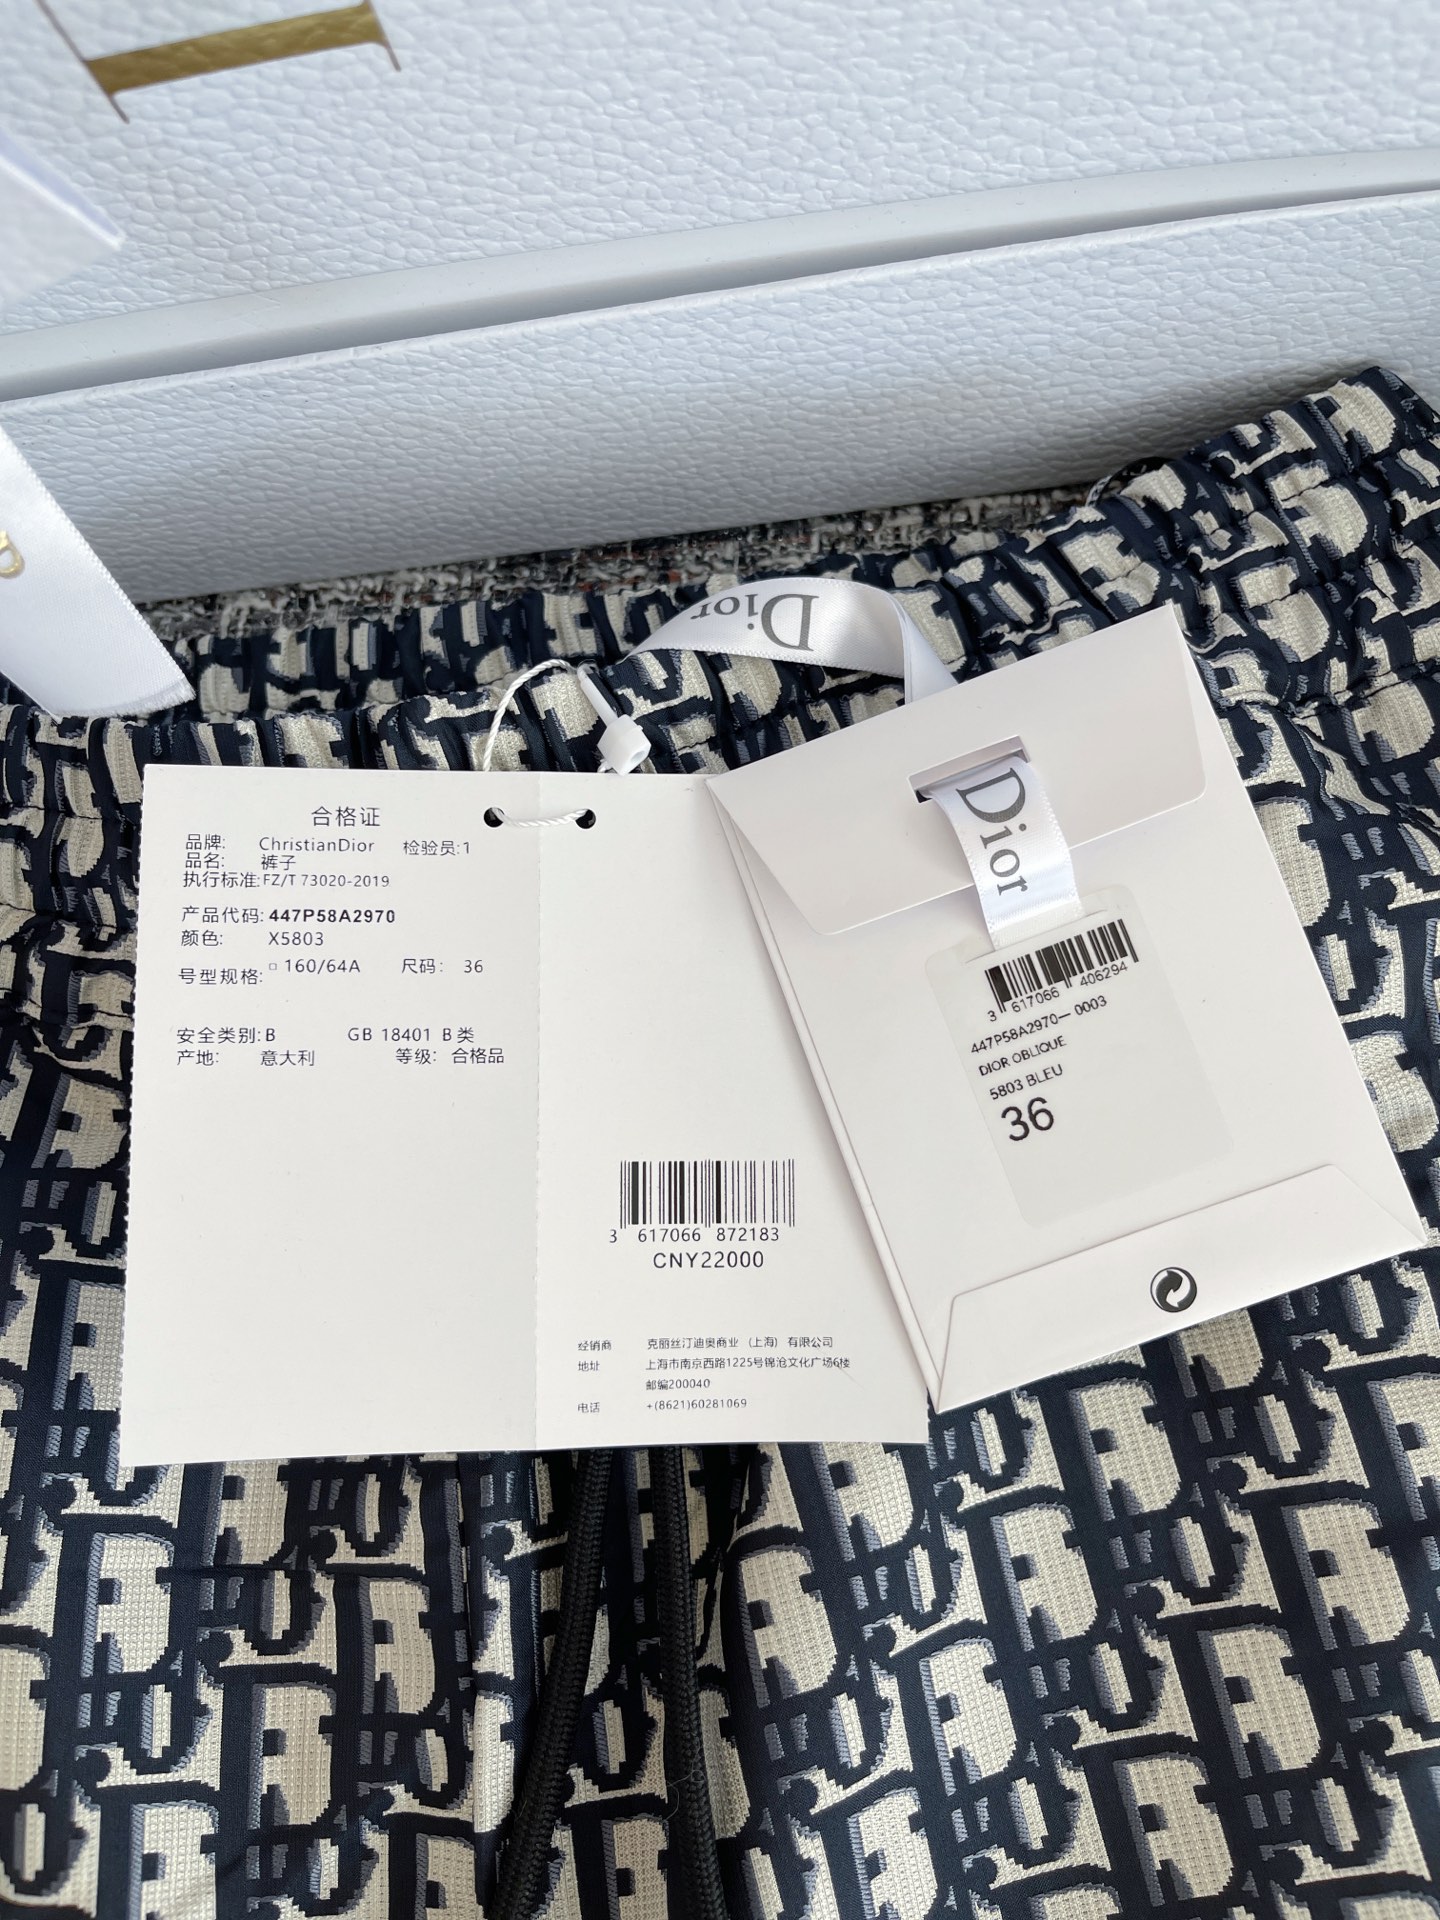 Dior
合格证
品牌: ChristianDior 检验员:1
品名: 裤子
执行标准:FZ/T 73020-2019
产品代码: 447P58A2970
颜色: X5803
号型规格: 160/64A 尺码: 36
安全类别:B GB 18401 B类
产地: 意大利 等级: 合格品
3 617066 872183
CNY22000
经销商 克丽丝汀迪奥商业 (上海) 有限公司
地址 上海市南京西路1225号锦沧文化广场6楼
邮编200040
电话 +(8621)60281069
Dior
3 617066 406294
447P58A2970-0003
DIOR OBLIQUE
5803 BLEU
36